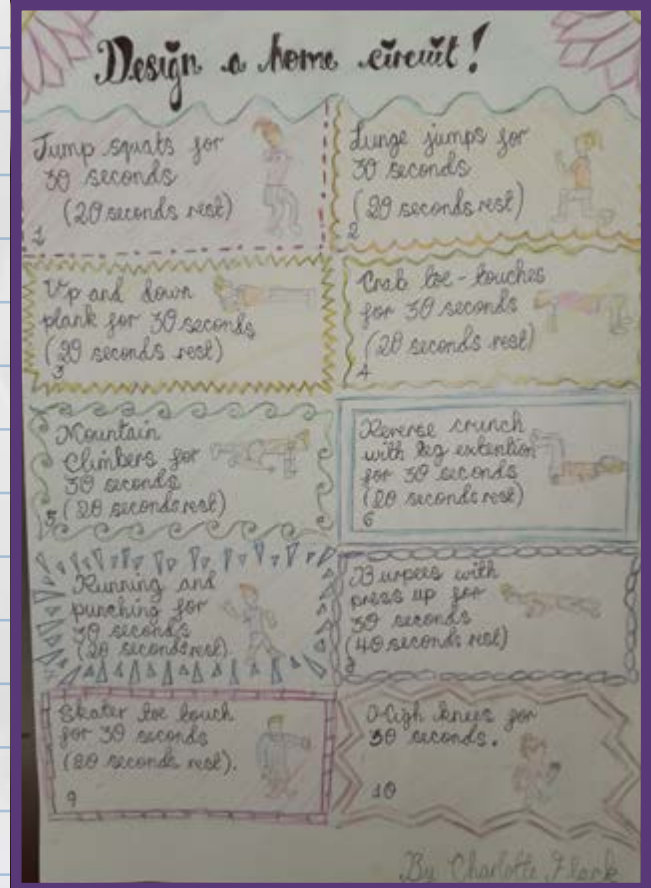 Design a home circuit!
Jump squats for
30 seconds
(20 seconds rest)
1
Lunge jumps for
30 seconds
(20 seconds rest)
2
Up and down
plank for 30 seconds
(20 seconds rest)
3
Crab toe-touches
for 30 seconds
(20 seconds rest)
4
Mountain
Climbers for
30 seconds
(20 seconds rest)
5
Reverse crunch
with leg extention
for 30 seconds
(20 seconds rest)
6
Running and
punching for
30 seconds
(20 seconds rest).
Burpees with
press up for
30 seconds
(40 seconds rest)
8
Skater toe touch
for 30 seconds
(20 seconds rest).
9
High knees for
30 seconds.
10
By Charlotte Flack